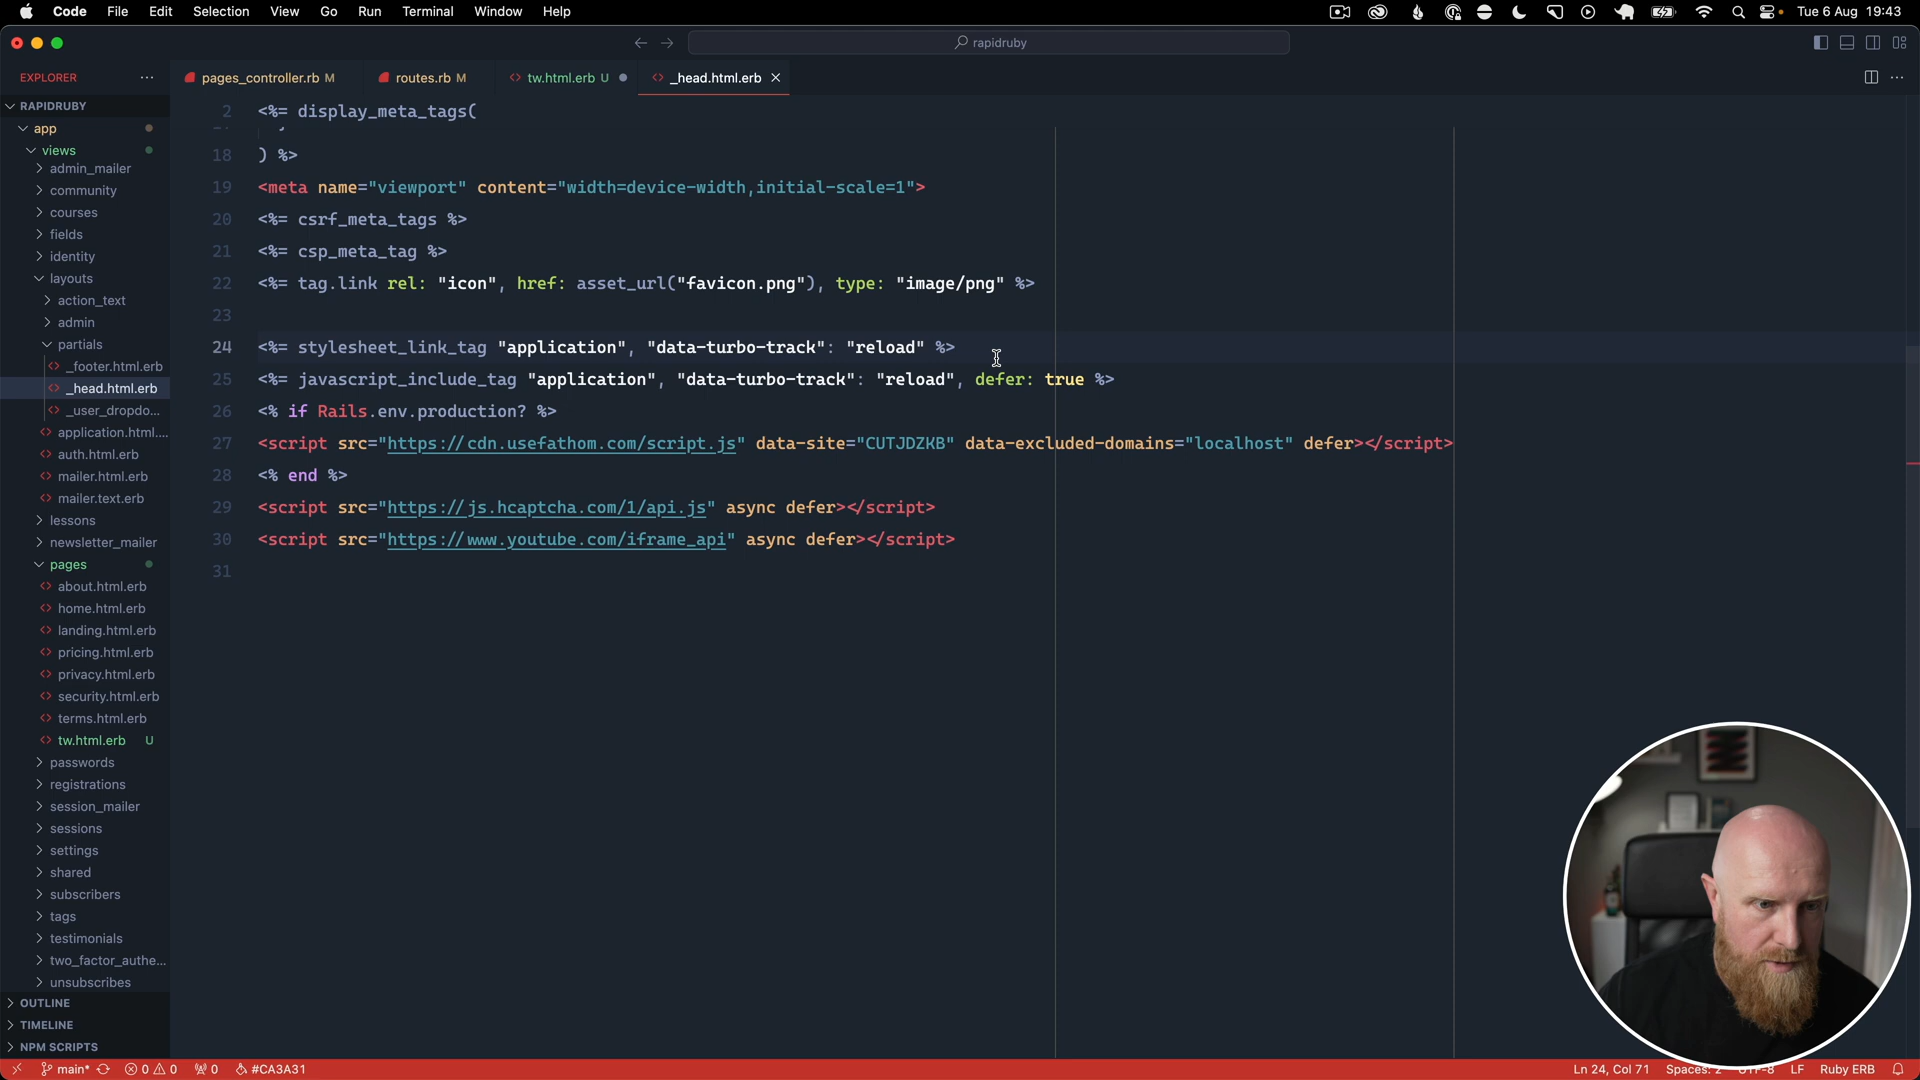 Code File Edit Selection View Go Run Terminal Window Help Tue 6 Aug 19:43
rapidruby
EXPLORER pages_controller.rb M routes.rb M tw.html.erb U _head.html.erb
RAPIDRUBY
app
views
admin_mailer
community
courses
fields
identity
layouts
action_text
admin
partials
_footer.html.erb
_head.html.erb
_user_dropdo...
application.html....
auth.html.erb
mailer.html.erb
mailer.text.erb
lessons
newsletter_mailer
pages
about.html.erb
home.html.erb
landing.html.erb
pricing.html.erb
privacy.html.erb
security.html.erb
terms.html.erb
tw.html.erb U
passwords
registrations
session_mailer
sessions
settings
shared
subscribers
tags
testimonials
two_factor_authe...
unsubscribes
OUTLINE
TIMELINE
NPM SCRIPTS
2 <%= display_meta_tags(
18 ) %>
19 <meta name="viewport" content="width=device-width,initial-scale=1">
20 <%= csrf_meta_tags %>
21 <%= csp_meta_tag %>
22 <%= tag.link rel: "icon", href: asset_url("favicon.png"), type: "image/png" %>
23
24 <%= stylesheet_link_tag "application", "data-turbo-track": "reload" %>
25 <%= javascript_include_tag "application", "data-turbo-track": "reload", defer: true %>
26 <% if Rails.env.production? %>
27 <script src="https://cdn.usefathom.com/script.js" data-site="CUTJDZKB" data-excluded-domains="localhost" defer></script>
28 <% end %>
29 <script src="https://js.hcaptcha.com/1/api.js" async defer></script>
30 <script src="https://www.youtube.com/iframe_api" async defer></script>
31
main* 0 0 0 #CA3A31 Ln 24, Col 71 Spaces: 2 UTF-8 LF Ruby ERB